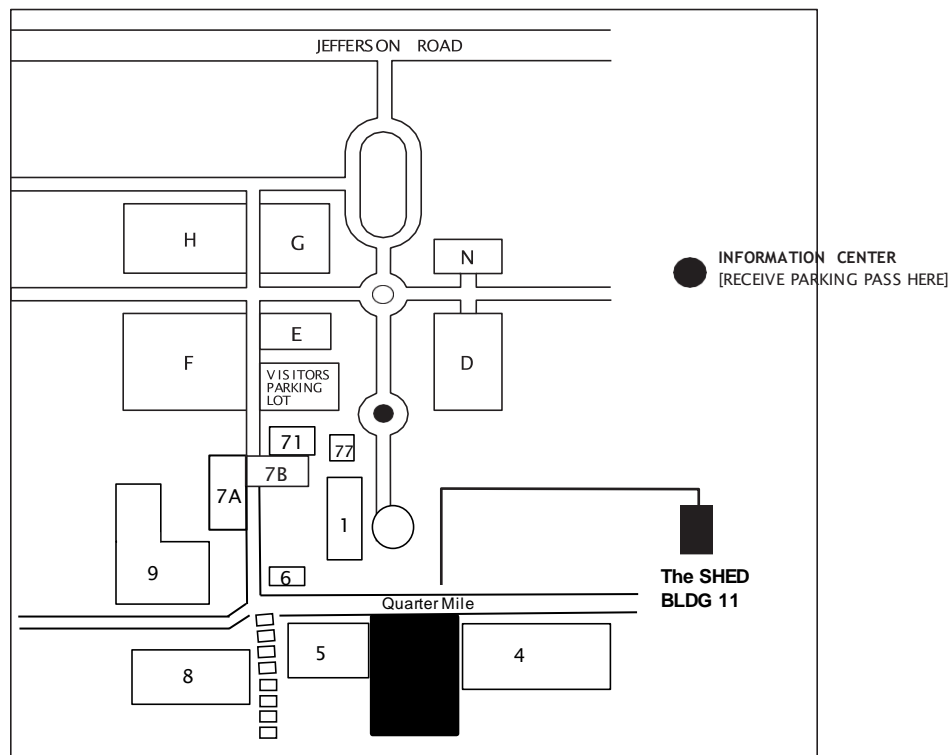 JEFFERSON ROAD
H
G
N
INFORMATION CENTER
[RECEIVE PARKING PASS HERE]
E
F
D
VISITORS
PARKING
LOT
71
77
7B
7A
1
9
6
The SHED
BLDG 11
Quarter Mile
5
4
8